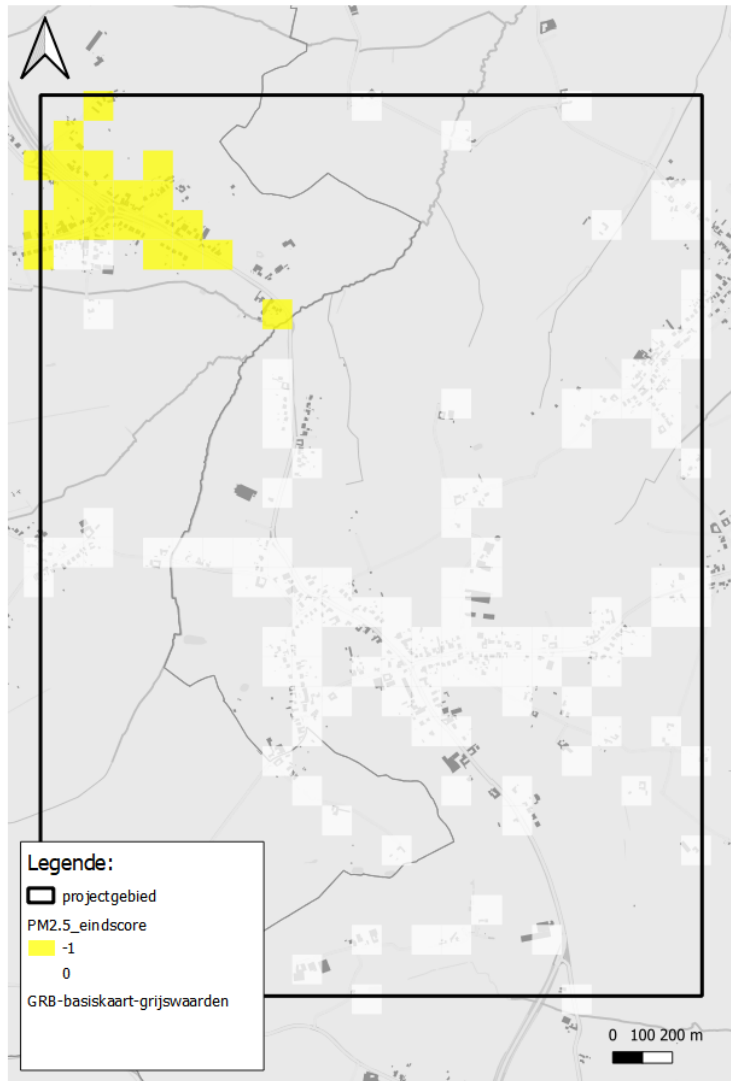 Legende:
projectgebied
PM2.5_eindscore
-1
0
GRB-basiskaart-grijswaarden
0 100 200 m